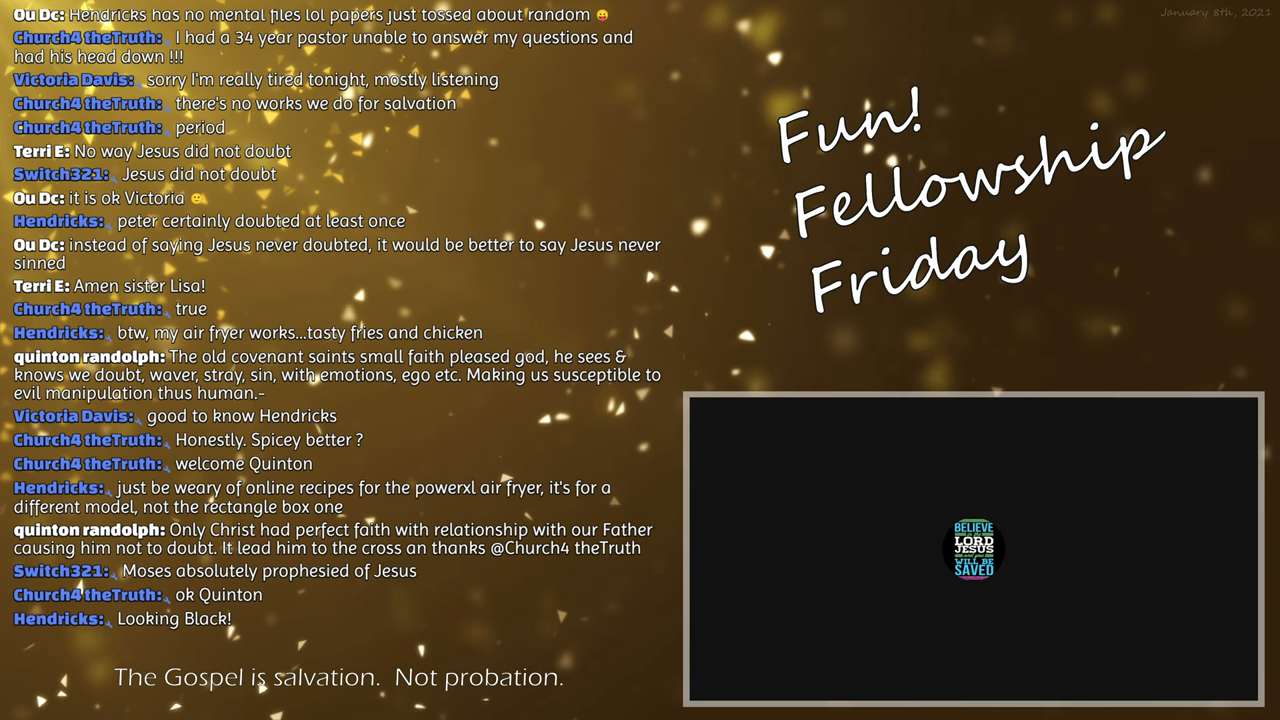 Ou Dc: Hendricks has no mental files lol papers just tossed about random 😛
Church4 theTruth: I had a 34 year pastor unable to answer my questions and
had his head down !!!
Victoria Davis: sorry I'm really tired tonight, mostly listening
Church4 theTruth: there's no works we do for salvation
Church4 theTruth: period
Terri E: No way Jesus did not doubt
Switch321: Jesus did not doubt
Ou Dc: it is ok Victoria 🙂
Hendricks: peter certainly doubted at least once
Ou Dc: instead of saying Jesus never doubted, it would be better to say Jesus never
sinned
Terri E: Amen sister Lisa!
Church4 theTruth: true
Hendricks: btw, my air fryer works...tasty fries and chicken
quinton randolph: The old covenant saints small faith pleased god, he sees &
knows we doubt, waver, stray, sin, with emotions, ego etc. Making us susceptible to
evil manipulation thus human.-
Victoria Davis: good to know Hendricks
Church4 theTruth: Honestly. Spicey better ?
Church4 theTruth: welcome Quinton
Hendricks: just be weary of online recipes for the powerxl air fryer, it's for a
different model, not the rectangle box one
quinton randolph: Only Christ had perfect faith with relationship with our Father
causing him not to doubt. It lead him to the cross an thanks @Church4 theTruth
Switch321: Moses absolutely prophesied of Jesus
Church4 theTruth: ok Quinton
Hendricks: Looking Black!
The Gospel is salvation. Not probation.
January 8th, 2021
Fun!
Fellowship
Friday
BELIEVE
LORD
JESUS
WILL BE
SAVED